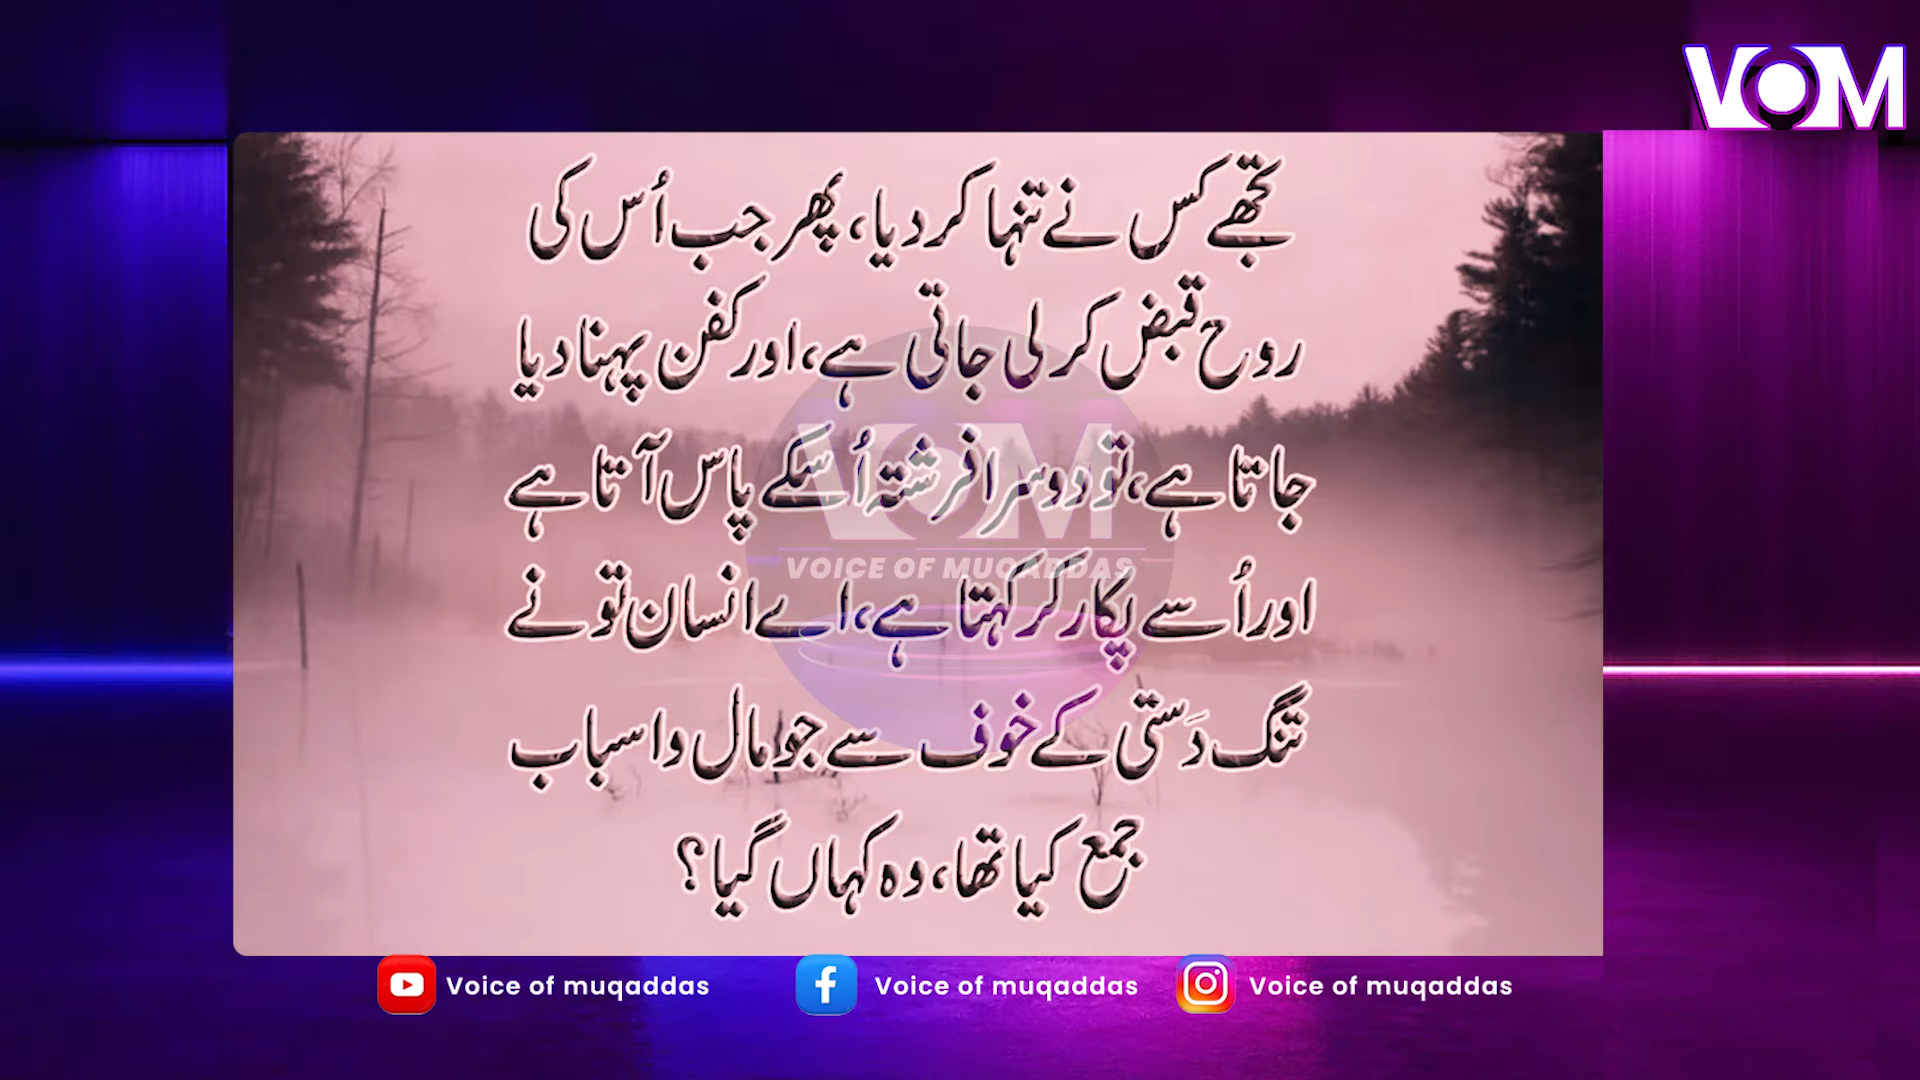 VOM
تجھے کس نے تنہا کر دیا، پھر جب اُس کی
روح قبض کر لی جاتی ہے، اور کفن پہنا دیا
جاتا ہے، تو دوسرا فرشتہ اُسکے پاس آتا ہے
VOM
VOICE OF MUQADDAS
اور اُسے پکار کر کہتا ہے، اے انسان تو نے
تنگ دَستی کے خوف سے جو مال و اسباب
جمع کیا تھا، وہ کہاں گیا؟
Voice of muqaddas
Voice of muqaddas
Voice of muqaddas